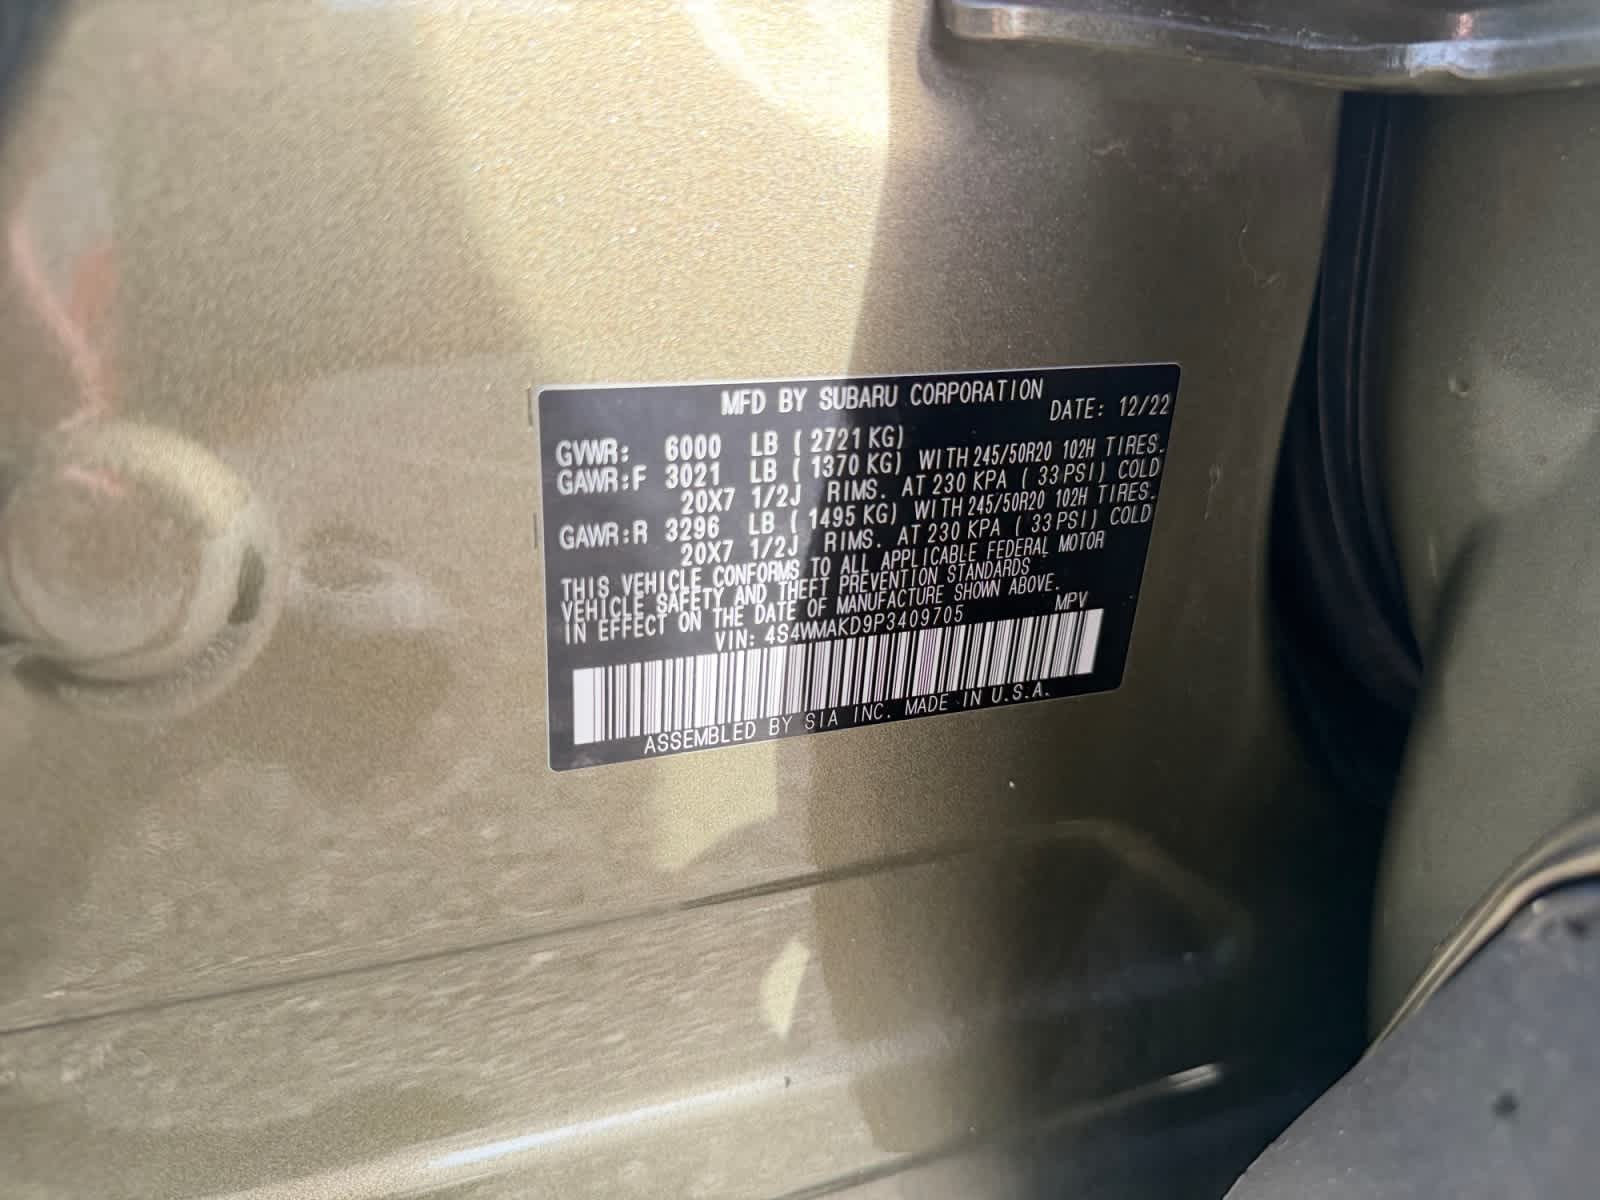 MFD BY SUBARU CORPORATION
DATE: 12/22
GVWR: 6000 LB ( 2721 KG)
GAWR:F 3021 LB ( 1370 KG) WITH 245/50R20 102H TIRES.
20X7 1/2J RIMS. AT 230 KPA ( 33 PSI) COLD
GAWR:R 3296 LB ( 1495 KG) WITH 245/50R20 102H TIRES.
20X7 1/2J RIMS. AT 230 KPA ( 33 PSI) COLD
THIS VEHICLE CONFORMS TO ALL APPLICABLE FEDERAL MOTOR
VEHICLE SAFETY AND THEFT PREVENTION STANDARDS
IN EFFECT ON THE DATE OF MANUFACTURE SHOWN ABOVE.
VIN: 4S4WMAKD9P3409705 MPV
ASSEMBLED BY SIA INC. MADE IN U.S.A.